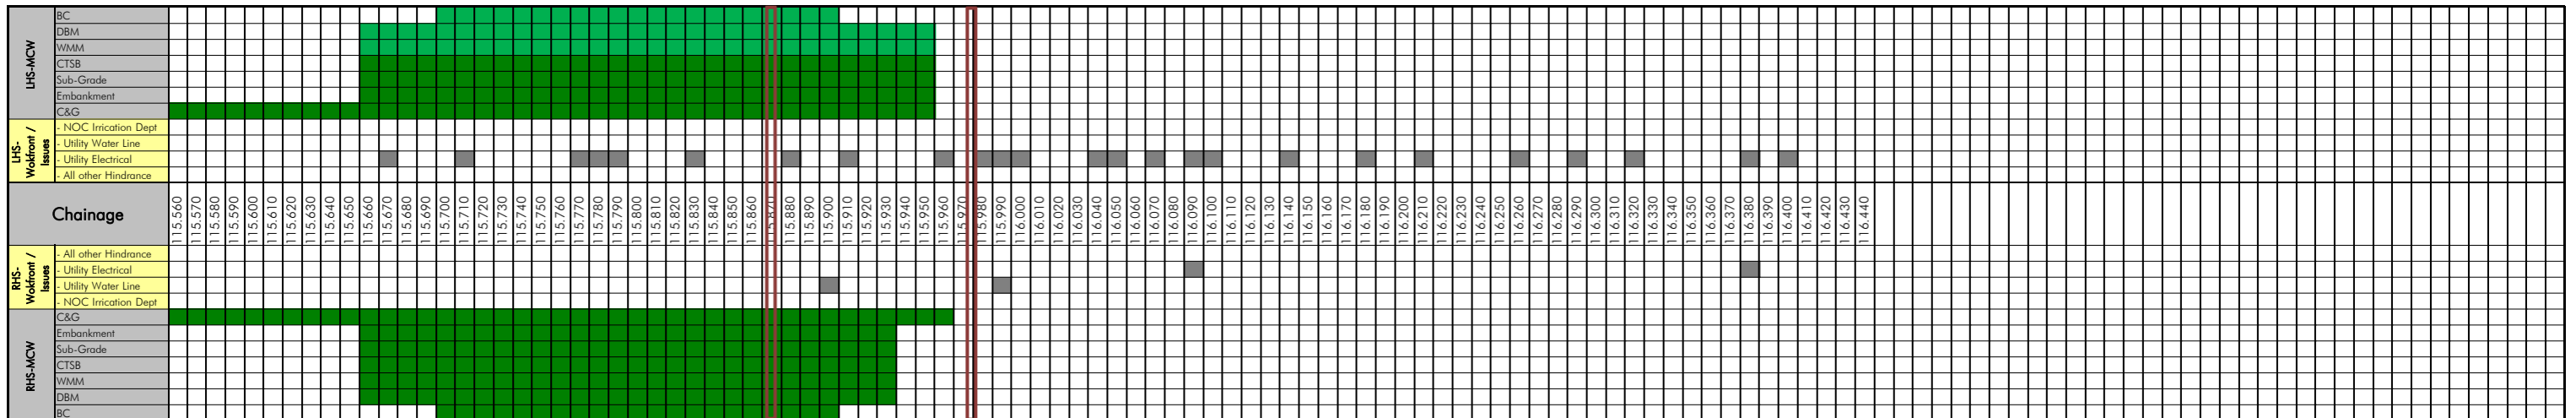 LHS-MCW
BC
DBM
WMM
CTSB
Sub-Grade
Embankment
C&G
LHS-
Wokfront /
Issues
- NOC Irrication Dept
- Utility Water Line
- Utility Electrical
- All other Hindrance
Chainage
115.560
115.570
115.580
115.590
115.600
115.610
115.620
115.630
115.640
115.650
115.660
115.670
115.680
115.690
115.700
115.710
115.720
115.730
115.740
115.750
115.760
115.770
115.780
115.790
115.800
115.810
115.820
115.830
115.840
115.850
115.860
115.870
115.880
115.890
115.900
115.910
115.920
115.930
115.940
115.950
115.960
115.970
115.980
115.990
116.000
116.010
116.020
116.030
116.040
116.050
116.060
116.070
116.080
116.090
116.100
116.110
116.120
116.130
116.140
116.150
116.160
116.170
116.180
116.190
116.200
116.210
116.220
116.230
116.240
116.250
116.260
116.270
116.280
116.290
116.300
116.310
116.320
116.330
116.340
116.350
116.360
116.370
116.380
116.390
116.400
116.410
116.420
116.430
116.440
RHS-
Wokfront /
Issues
- All other Hindrance
- Utility Electrical
- Utility Water Line
- NOC Irrication Dept
RHS-MCW
C&G
Embankment
Sub-Grade
CTSB
WMM
DBM
BC